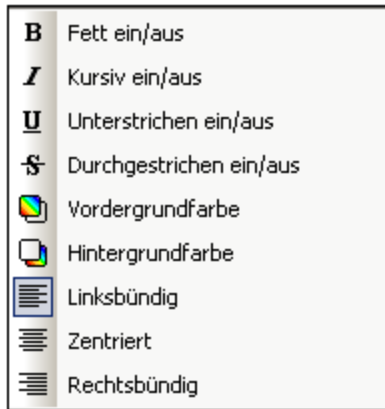 B Fett ein/aus
I Kursiv ein/aus
U Unterstrichen ein/aus
S Durchgestrichen ein/aus
Vordergrundfarbe
Hintergrundfarbe
Linksbündig
Zentriert
Rechtsbündig